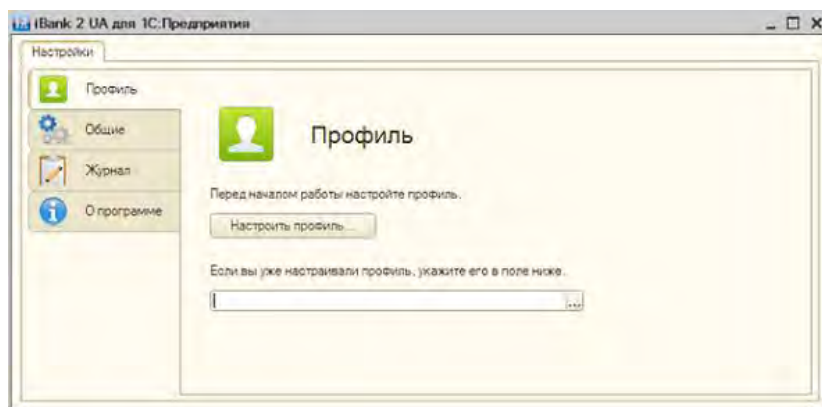 iBank 2 UA для 1С:Предприятия
Настройки
Профиль
Общие
Журнал
О программе
Профиль
Перед началом работы настройте профиль.
Настроить профиль...
Если вы уже настраивали профиль, укажите его в поле ниже.
...